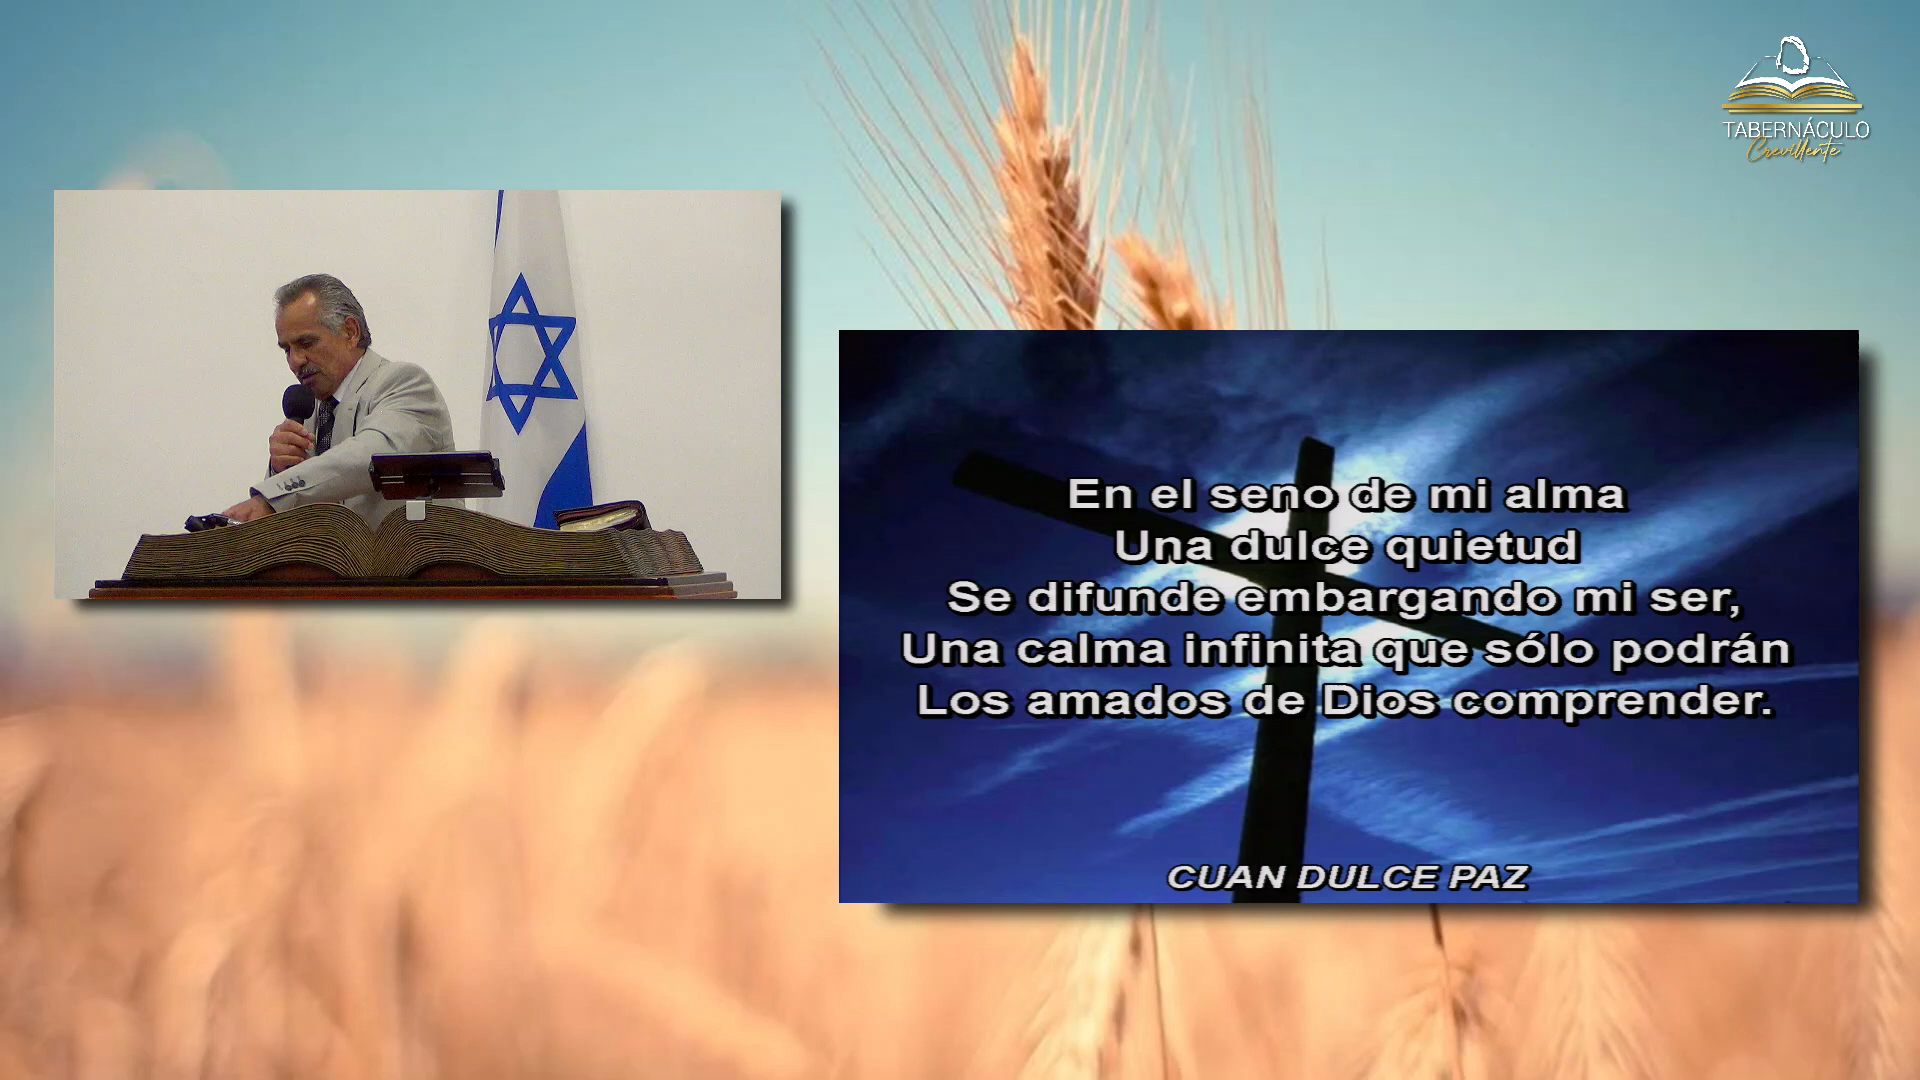 TABERNÁCULO
Crevillente
En el seno de mi alma
Una dulce quietud
Se difunde embargando mi ser,
Una calma infinita que sólo podrán
Los amados de Dios comprender.
CUAN DULCE PAZ